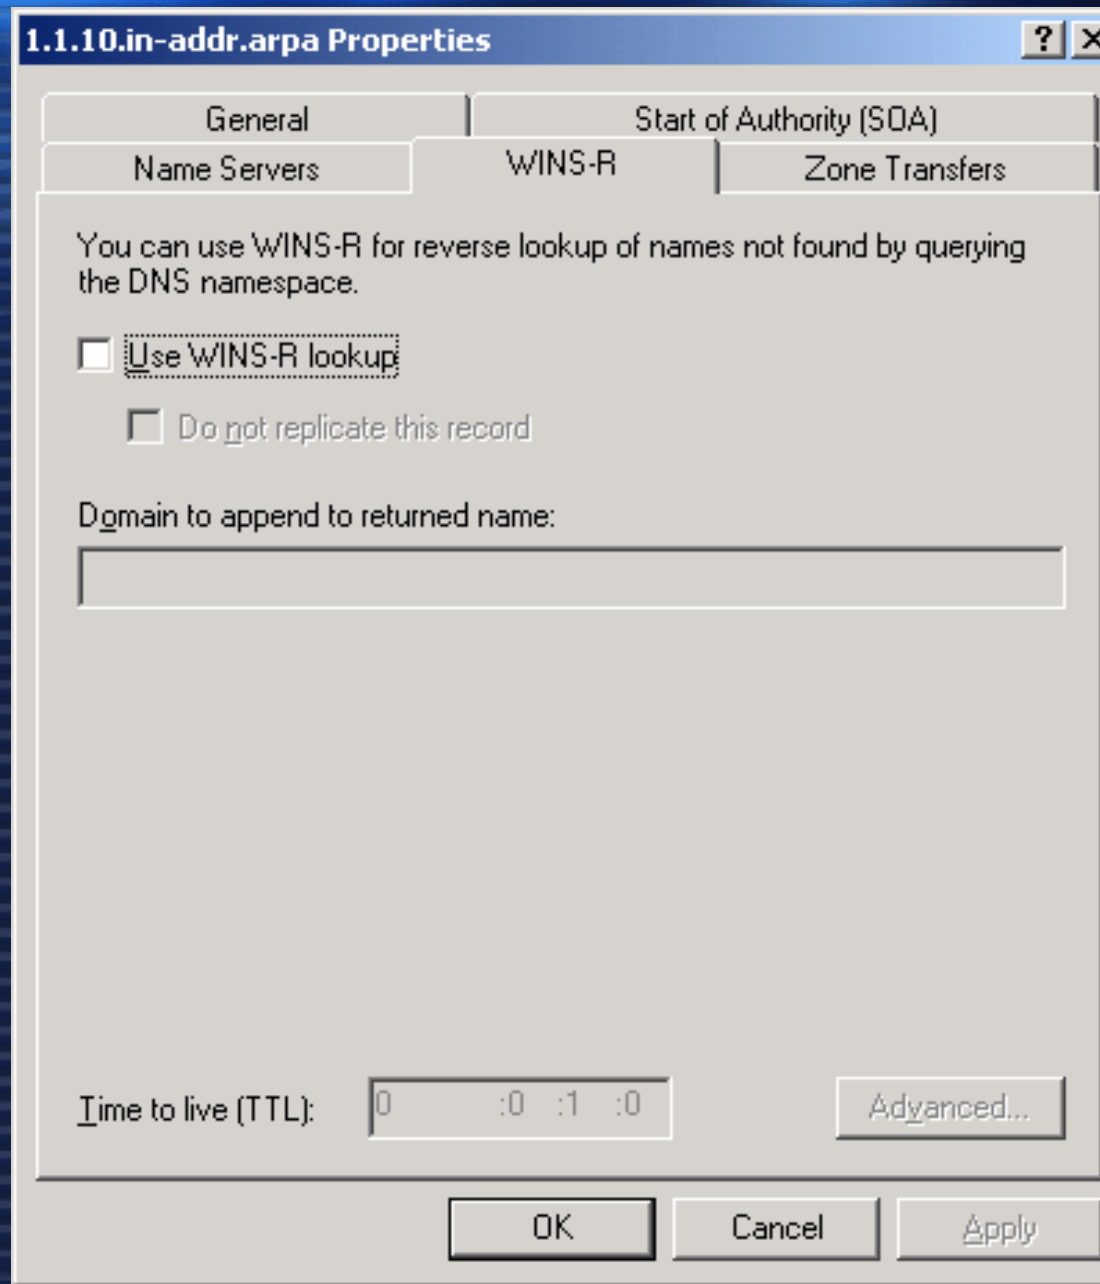 1.1.10.in-addr.arpa Properties
General
Start of Authority (SOA)
Name Servers
WINS-R
Zone Transfers
You can use WINS-R for reverse lookup of names not found by querying
the DNS namespace.
Use WINS-R lookup
Do not replicate this record
Domain to append to returned name:
Time to live (TTL):
0 :0 :1 :0
Advanced...
OK
Cancel
Apply